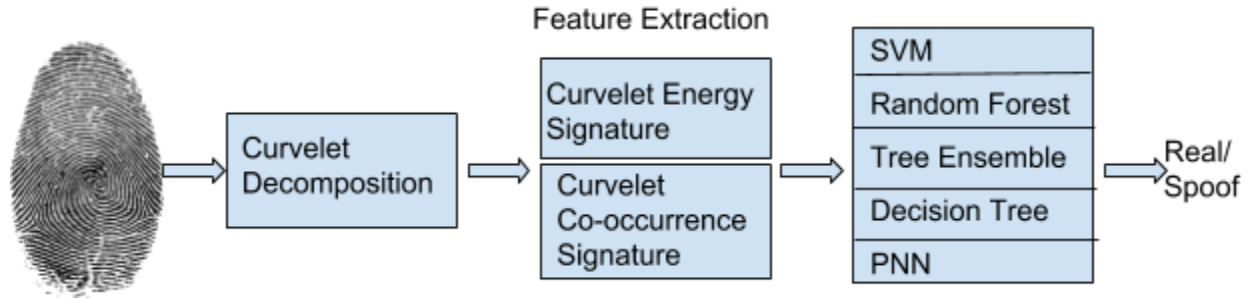 Feature Extraction
Curvelet
Decomposition
Curvelet Energy
Signature
Curvelet
Co-occurrence
Signature
SVM
Random Forest
Tree Ensemble
Decision Tree
PNN
Real/
Spoof